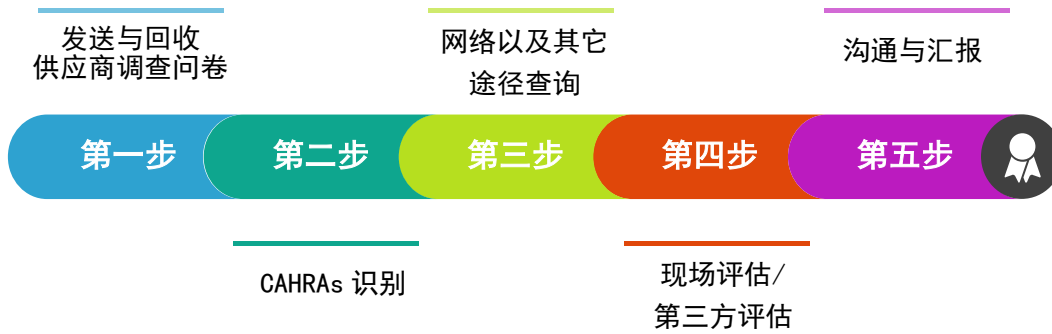 发送与回收
供应商调查问卷
网络以及其它
途径查询
沟通与汇报
第一步
第二步
第三步
第四步
第五步
CAHRAs 识别
现场评估/
第三方评估